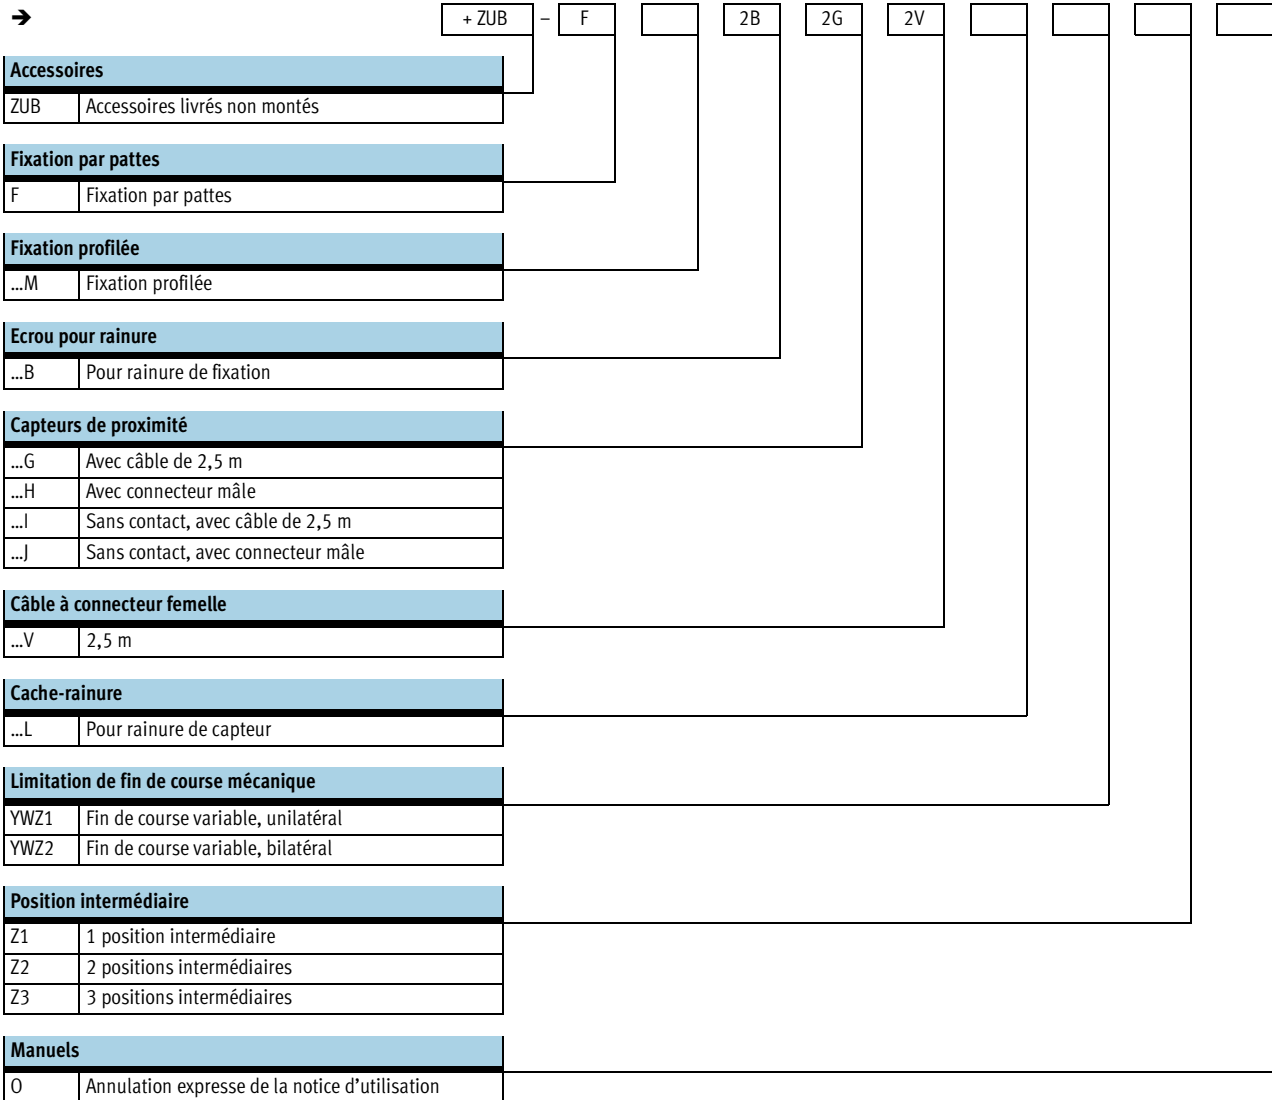 ➔ + ZUB – F 2B 2G 2V
Accessoires
ZUB Accessoires livrés non montés
Fixation par pattes
F Fixation par pattes
Fixation profilée
...M Fixation profilée
Ecrou pour rainure
...B Pour rainure de fixation
Capteurs de proximité
...G Avec câble de 2,5 m
...H Avec connecteur mâle
...I Sans contact, avec câble de 2,5 m
...J Sans contact, avec connecteur mâle
Câble à connecteur femelle
...V 2,5 m
Cache-rainure
...L Pour rainure de capteur
Limitation de fin de course mécanique
YWZ1 Fin de course variable, unilatéral
YWZ2 Fin de course variable, bilatéral
Position intermédiaire
Z1 1 position intermédiaire
Z2 2 positions intermédiaires
Z3 3 positions intermédiaires
Manuels
O Annulation expresse de la notice d’utilisation